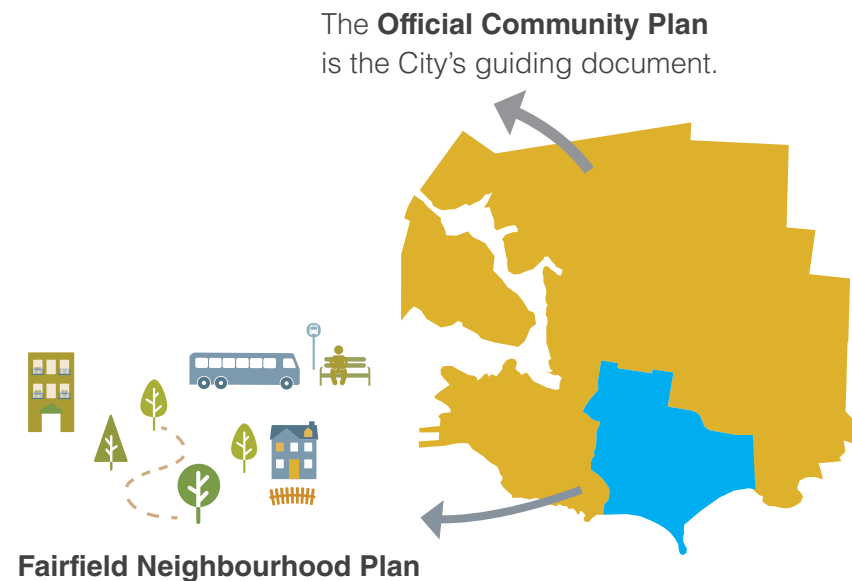 The Official Community Plan
is the City's guiding document.
Fairfield Neighbourhood Plan